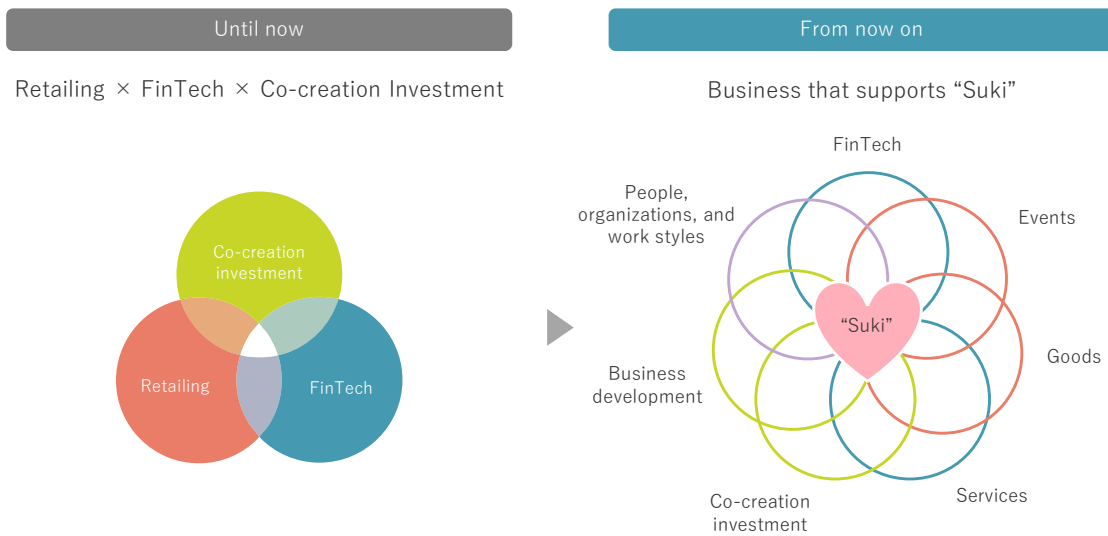 Until now
From now on
Retailing × FinTech × Co-creation Investment
Business that supports “Suki”
Co-creation
investment
Retailing
FinTech
FinTech
People,
organizations, and
work styles
Events
“Suki”
Goods
Business
development
Services
Co-creation
investment